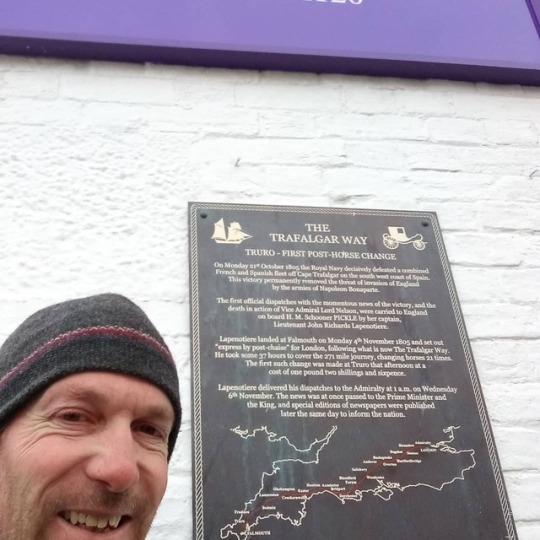 THE
TRAFALGAR WAY
TRURO - FIRST POST-HORSE CHANGE
On Monday 21st October 1805 the Royal Navy decisively defeated a combined
French and Spanish fleet off Cape Trafalgar on the south west coast of Spain.
This victory permanently removed the threat of invasion of England
by the armies of Napoleon Bonaparte.
The first official dispatches with the momentous news of the victory, and the
death in action of Vice Admiral Lord Nelson, were carried to England
on board H. M. Schooner PICKLE by her captain,
Lieutenant John Richards Lapenotiere.
Lapenotiere landed at Falmouth on Monday 4th November 1805 and set out
"express by post-chaise" for London, following what is now The Trafalgar Way.
He took some 37 hours to cover the 271 mile journey, changing horses 21 times.
The first such change was made at Truro that afternoon at a
cost of one pound two shillings and sixpence.
Lapenotiere delivered his dispatches to the Admiralty at 1 a.m. on Wednesday
6th November. The news was at once passed to the Prime Minister and
the King, and special editions of newspapers were published
later the same day to inform the nation.
FALMOUTH